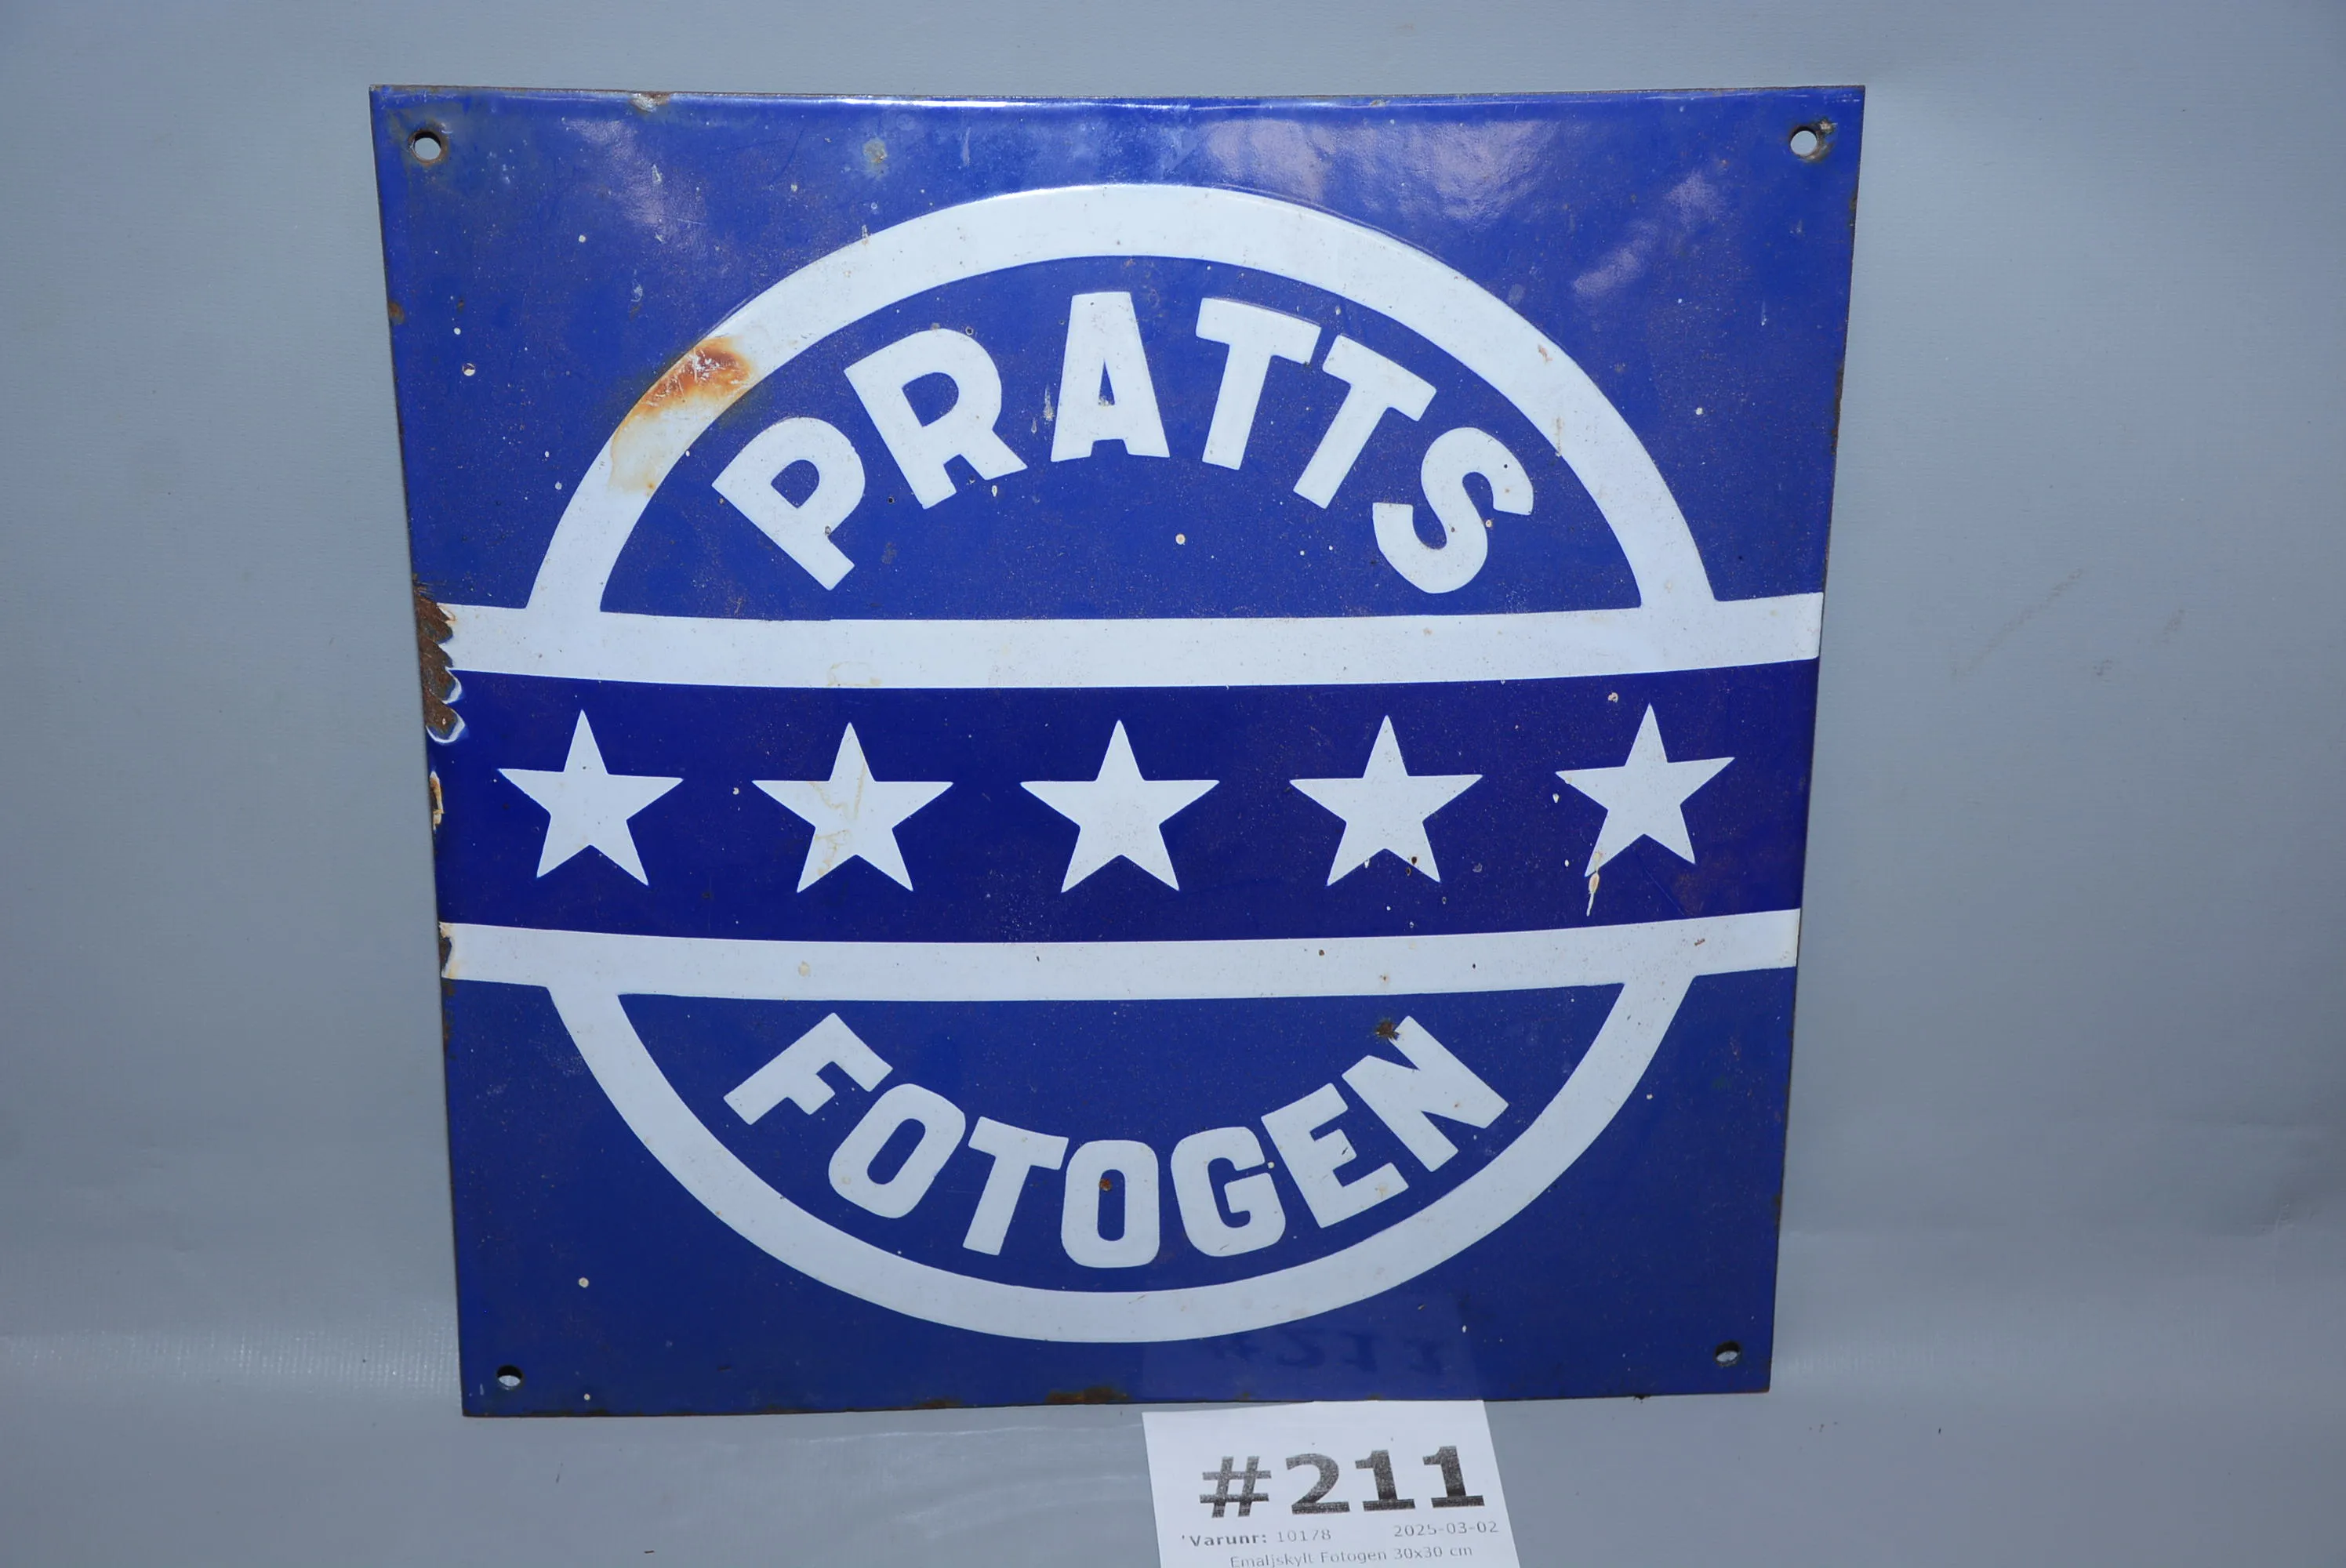 PRATTS
FOTOGEN
#211
'Varunr: 10178 2025-03-02
Emaljskylt Fotogen 30x30 cm